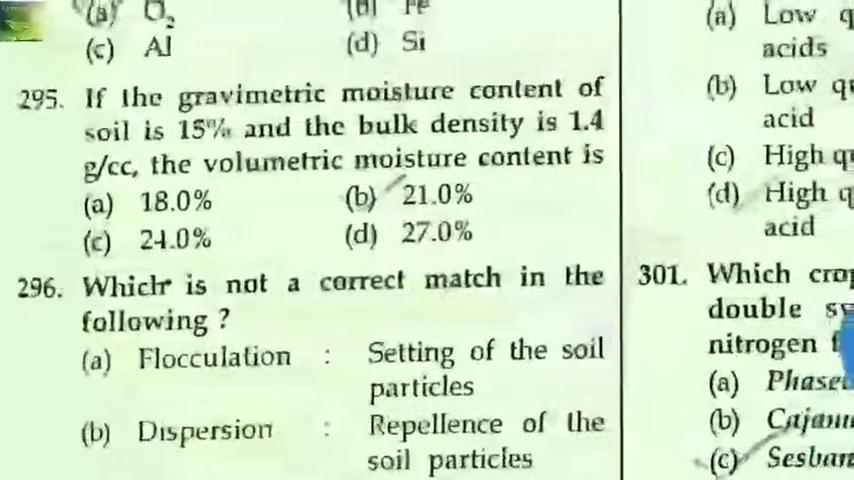 (a) O2 (b) Fe
(c) Al (d) Si
295. If the gravimetric moisture content of
soil is 15% and the bulk density is 1.4
g/cc, the volumetric moisture content is
(a) 18.0% (b) 21.0%
(c) 24.0% (d) 27.0%
296. Which is not a correct match in the
following ?
(a) Flocculation : Setting of the soil
particles
(b) Dispersion : Repellence of the
soil particles
(a) Low
acids
(b) Low
acid
(c) High
(d) High
acid
301. Which
double
nitrogen
(a)
(b)
(c)